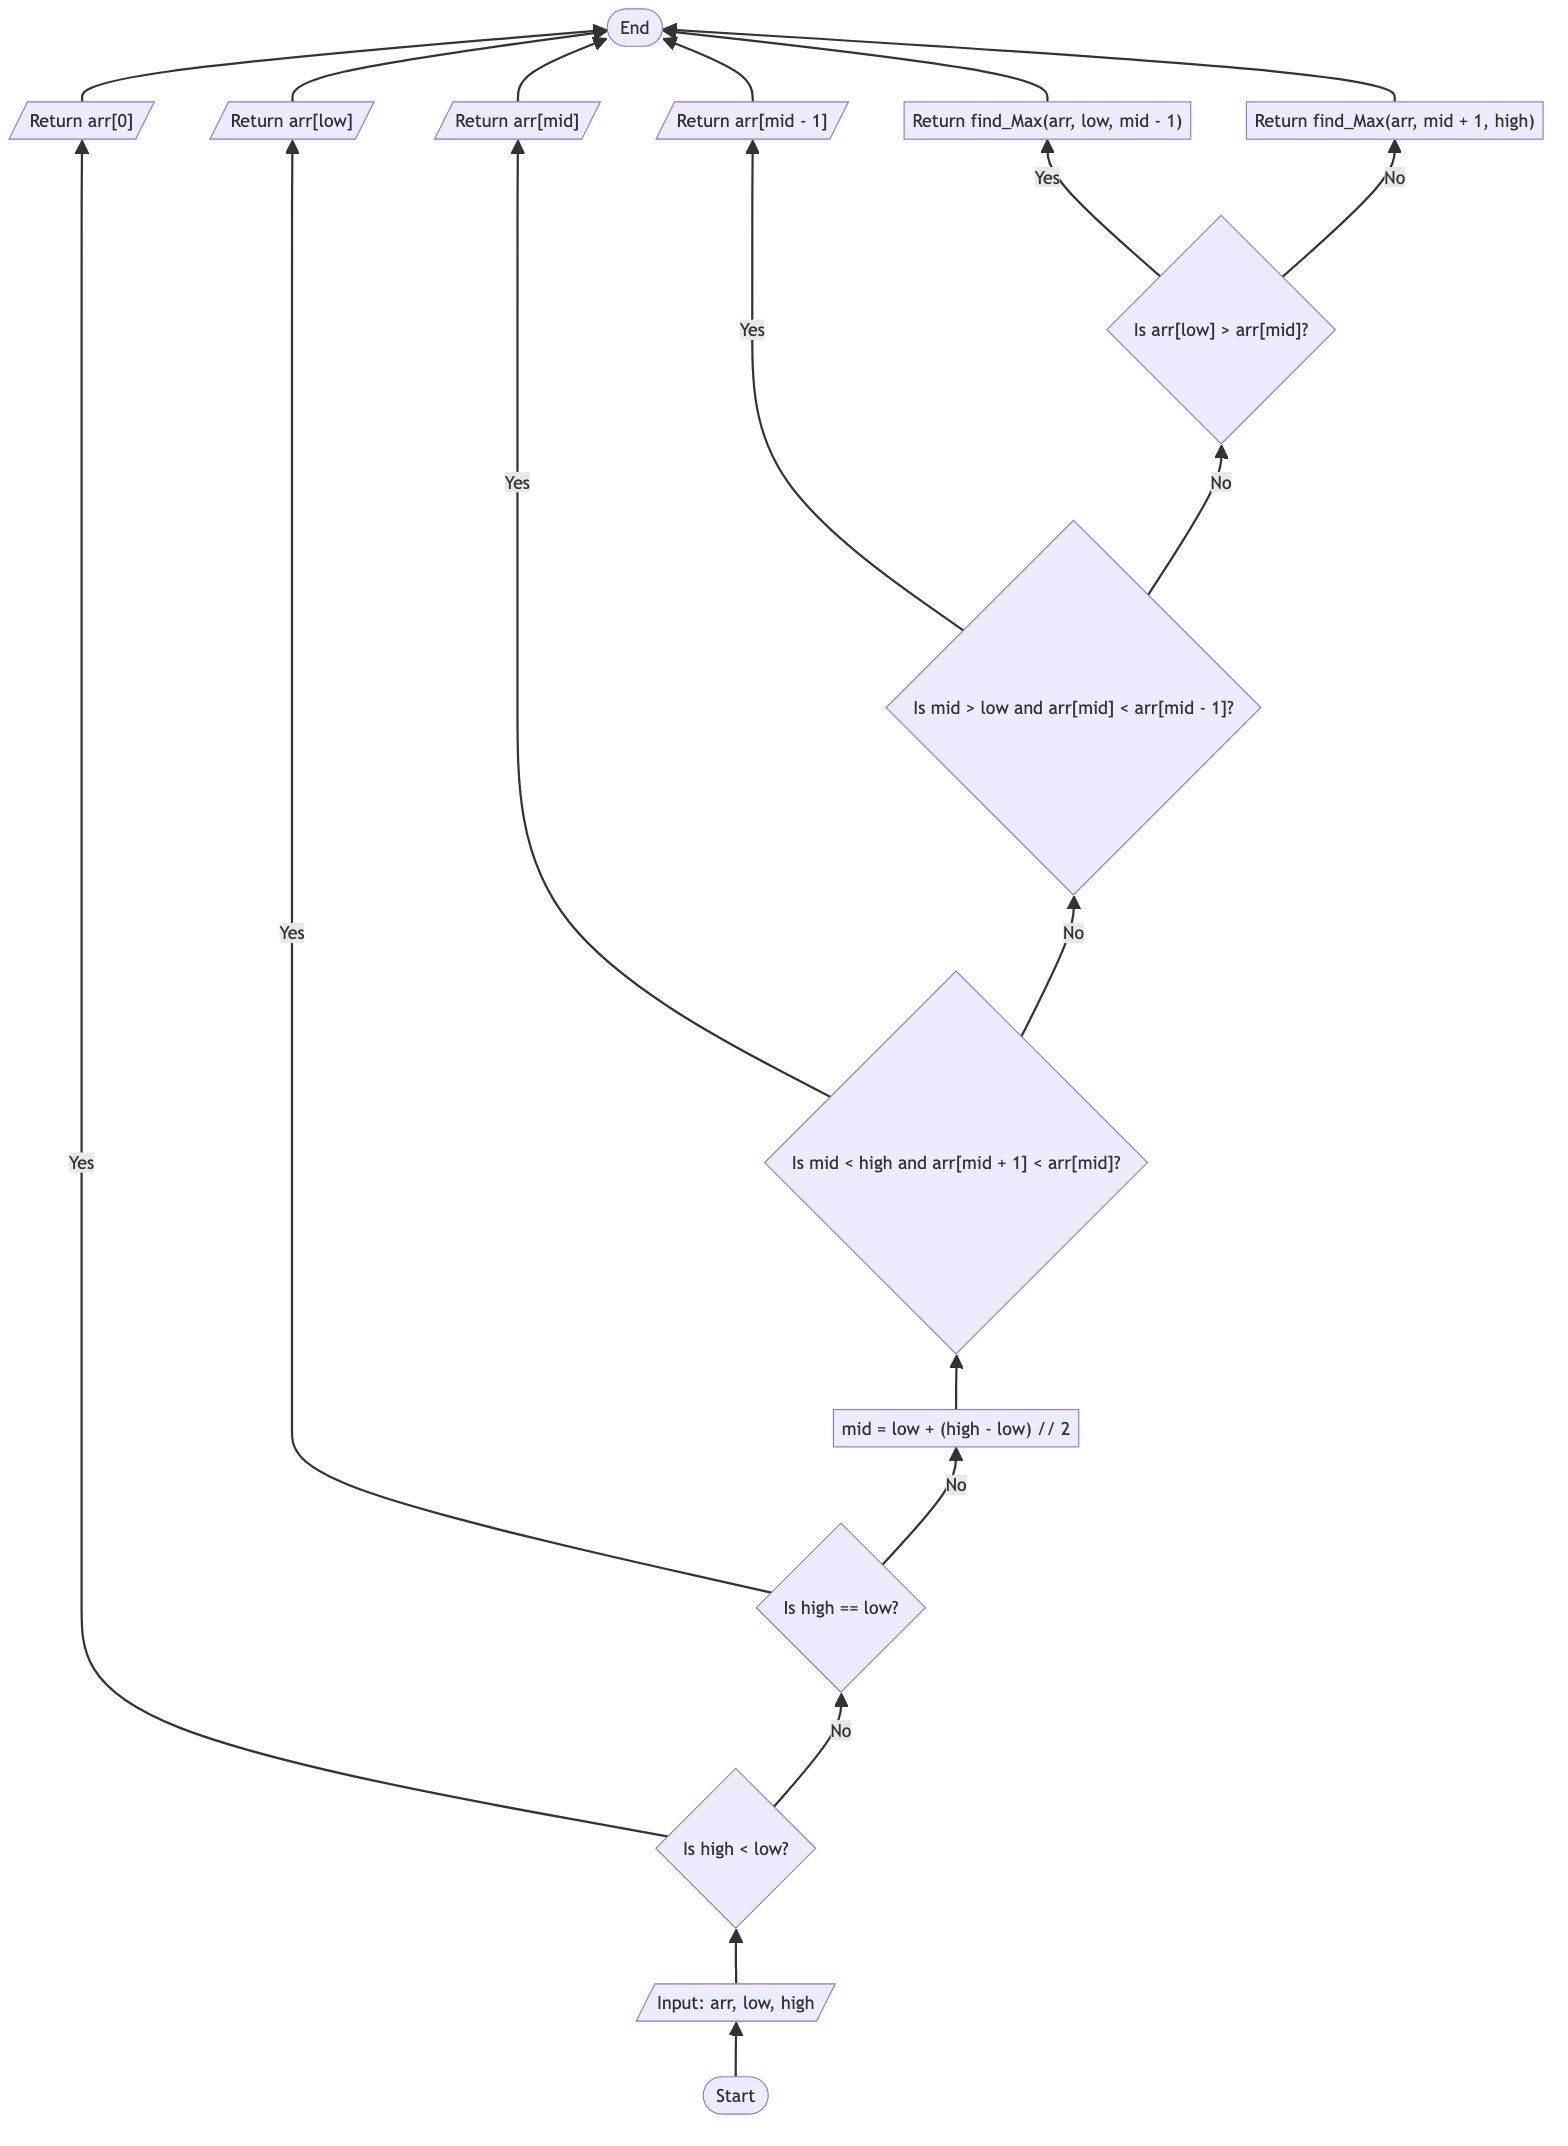 End
Return arr[0]
Return arr[low]
Return arr[mid]
Return arr[mid - 1]
Return find_Max(arr, low, mid - 1)
Return find_Max(arr, mid + 1, high)
Yes
No
Is arr[low] > arr[mid]?
Yes
Yes
No
Is mid > low and arr[mid] < arr[mid - 1]?
Yes
No
Yes
Is mid < high and arr[mid + 1] < arr[mid]?
mid = low + (high - low) // 2
No
Is high == low?
No
Is high < low?
Input: arr, low, high
Start